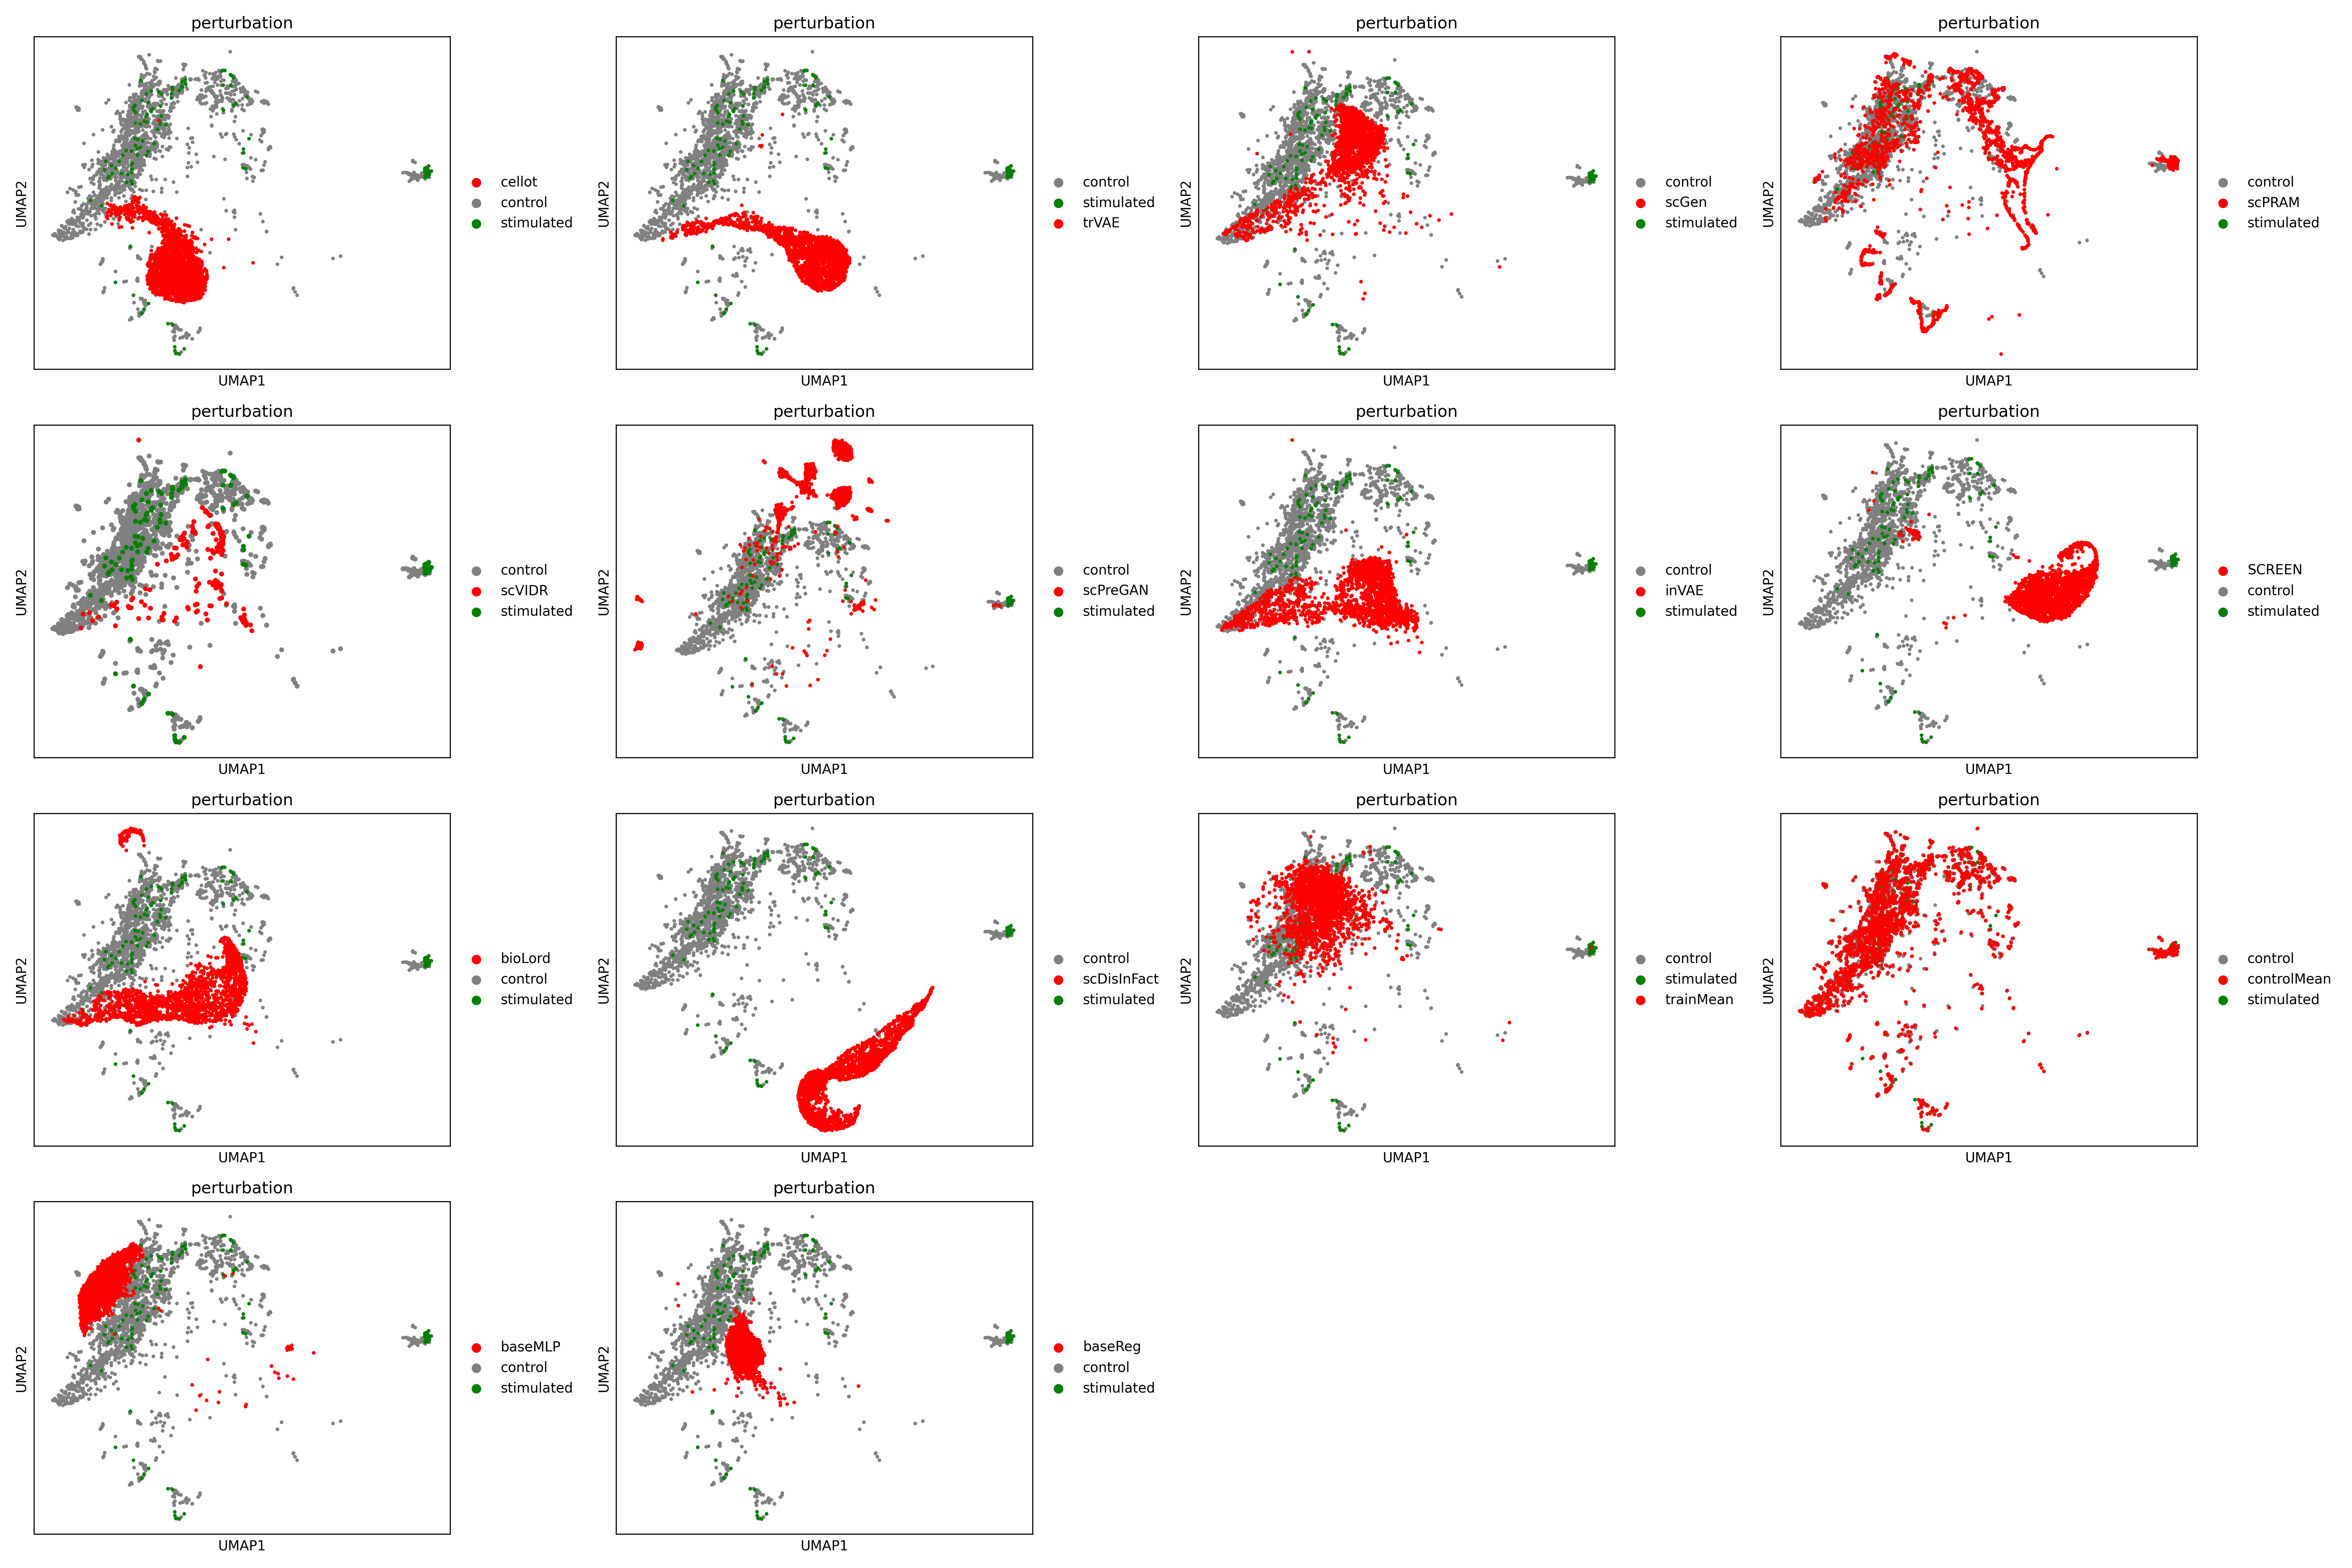 perturbation
UMAP2
cellot
control
stimulated
UMAP1
perturbation
UMAP2
control
stimulated
trVAE
UMAP1
perturbation
UMAP2
control
scGen
stimulated
UMAP1
perturbation
UMAP2
control
scPRAM
stimulated
UMAP1
perturbation
UMAP2
control
scVIDR
stimulated
UMAP1
perturbation
UMAP2
control
scPreGAN
stimulated
UMAP1
perturbation
UMAP2
control
inVAE
stimulated
UMAP1
perturbation
UMAP2
SCREEN
control
stimulated
UMAP1
perturbation
UMAP2
bioLord
control
stimulated
UMAP1
perturbation
UMAP2
control
scDisInFact
stimulated
UMAP1
perturbation
UMAP2
control
stimulated
trainMean
UMAP1
perturbation
UMAP2
control
controlMean
stimulated
UMAP1
perturbation
UMAP2
baseMLP
control
stimulated
UMAP1
perturbation
UMAP2
baseReg
control
stimulated
UMAP1